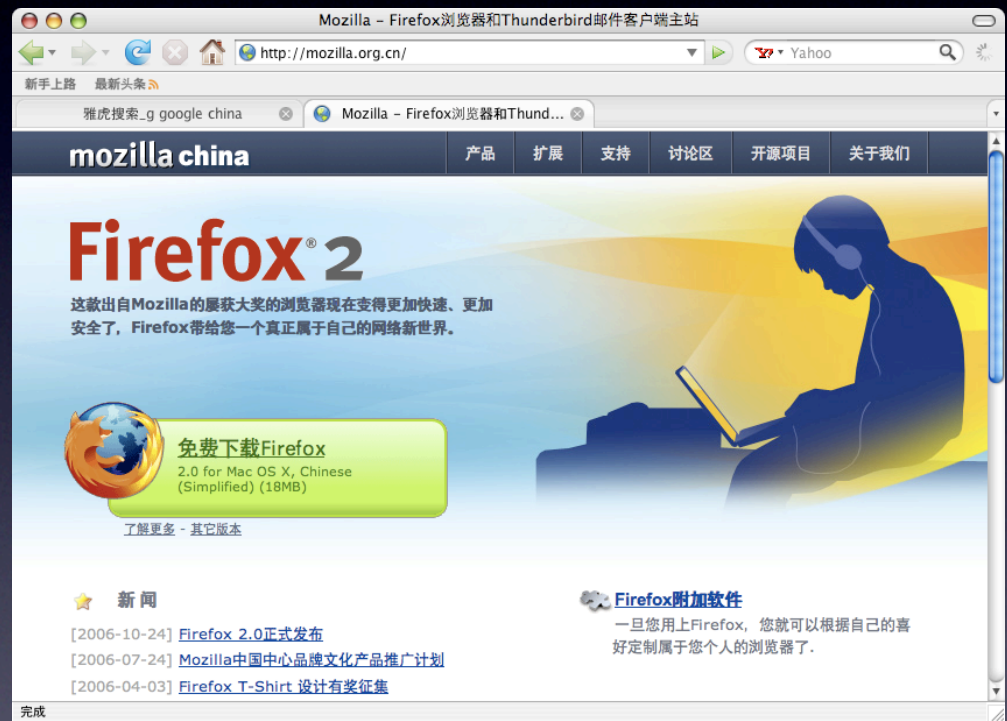 Mozilla – Firefox浏览器和Thunderbird邮件客户端主站
http://mozilla.org.cn/
Yahoo
新手上路 最新头条
雅虎搜索_g google china
Mozilla – Firefox浏览器和Thund...
mozilla china
产品 扩展 支持 讨论区 开源项目 关于我们
Firefox® 2
这款出自Mozilla的屡获大奖的浏览器现在变得更加快速、更加
安全了，Firefox带给您一个真正属于自己的网络新世界。
免费下载Firefox
2.0 for Mac OS X, Chinese
(Simplified) (18MB)
了解更多 - 其它版本
新闻
[2006-10-24] Firefox 2.0正式发布
[2006-07-24] Mozilla中国中心品牌文化产品推广计划
[2006-04-03] Firefox T-Shirt 设计有奖征集
Firefox附加软件
一旦您用上Firefox，您就可以根据自己的喜
好定制属于您个人的浏览器了.
完成